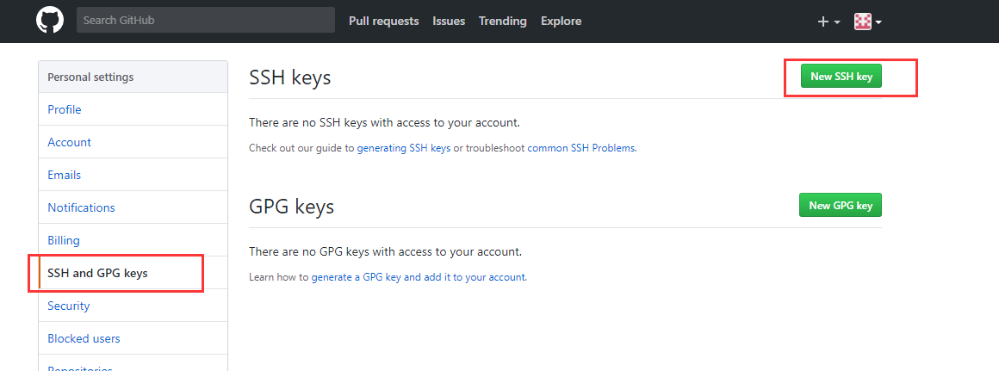 Search GitHub Pull requests Issues Trending Explore
Personal settings
Profile
Account
Emails
Notifications
Billing
SSH and GPG keys
Security
Blocked users
Repositories
SSH keys
New SSH key
There are no SSH keys with access to your account.
Check out our guide to generating SSH keys or troubleshoot common SSH Problems.
GPG keys
New GPG key
There are no GPG keys with access to your account.
Learn how to generate a GPG key and add it to your account.